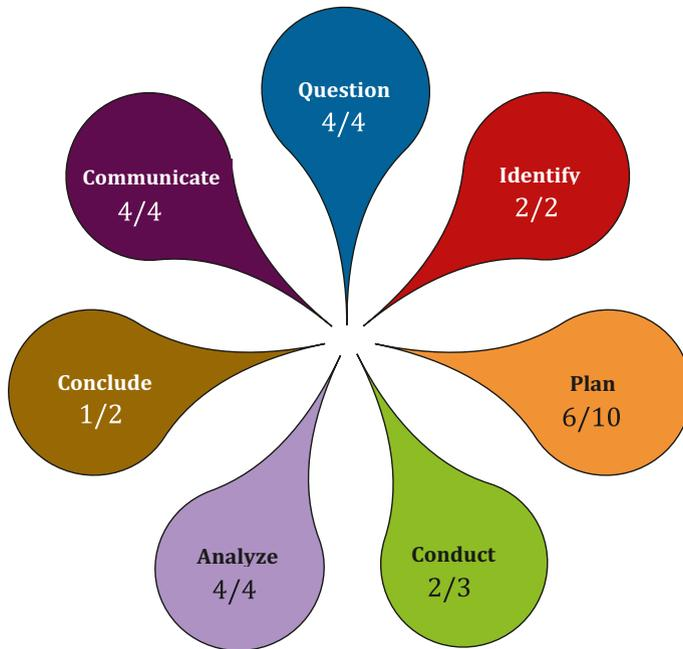 Question
4/4
Identify
2/2
Plan
6/10
Conduct
2/3
Analyze
4/4
Conclude
1/2
Communicate
4/4